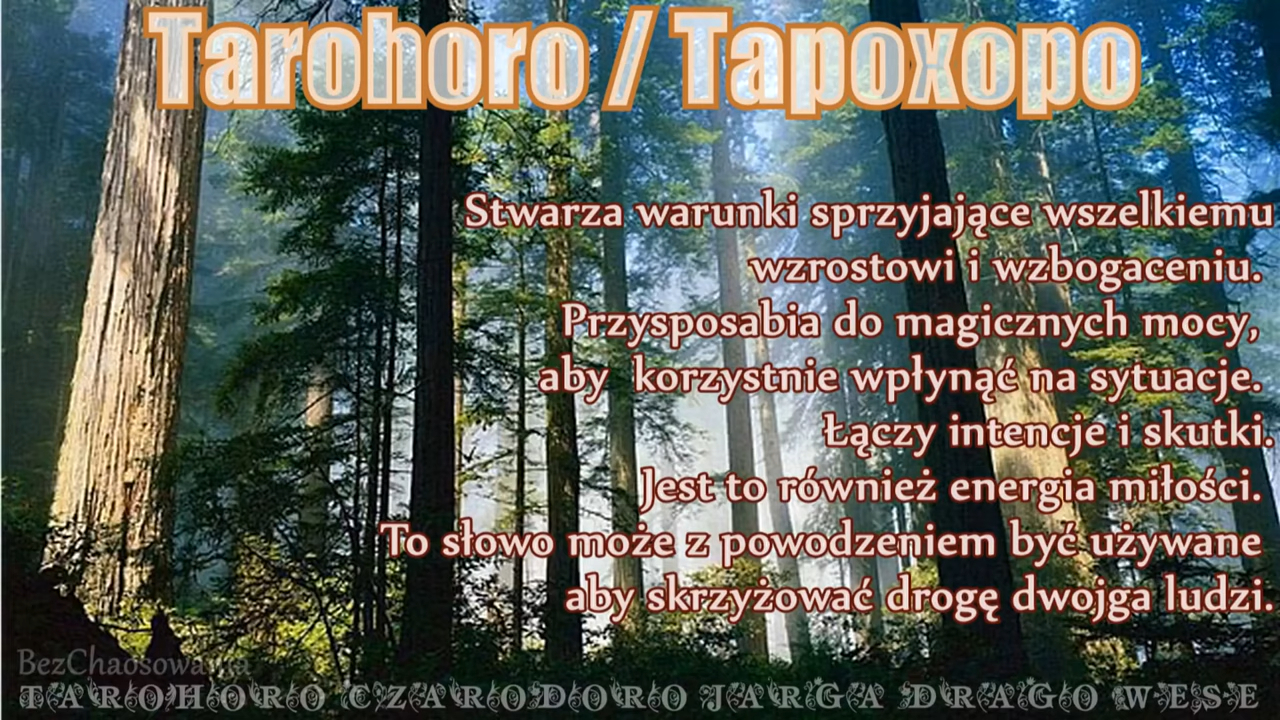 Tarohoro / Тарохоро
Stwarza warunki sprzyjające wszelkiemu
wzrostowi i wzbogaceniu.
Przysposabia do magicznych mocy,
aby korzystnie wpłynąć na sytuacje.
Łączy intencje i skutki.
Jest to również energia miłości.
To słowo może z powodzeniem być używane
aby skrzyżować drogę dwojga ludzi.
BezChaosowania
TAROHORO CZARODORO JARGA DRAGO WESE